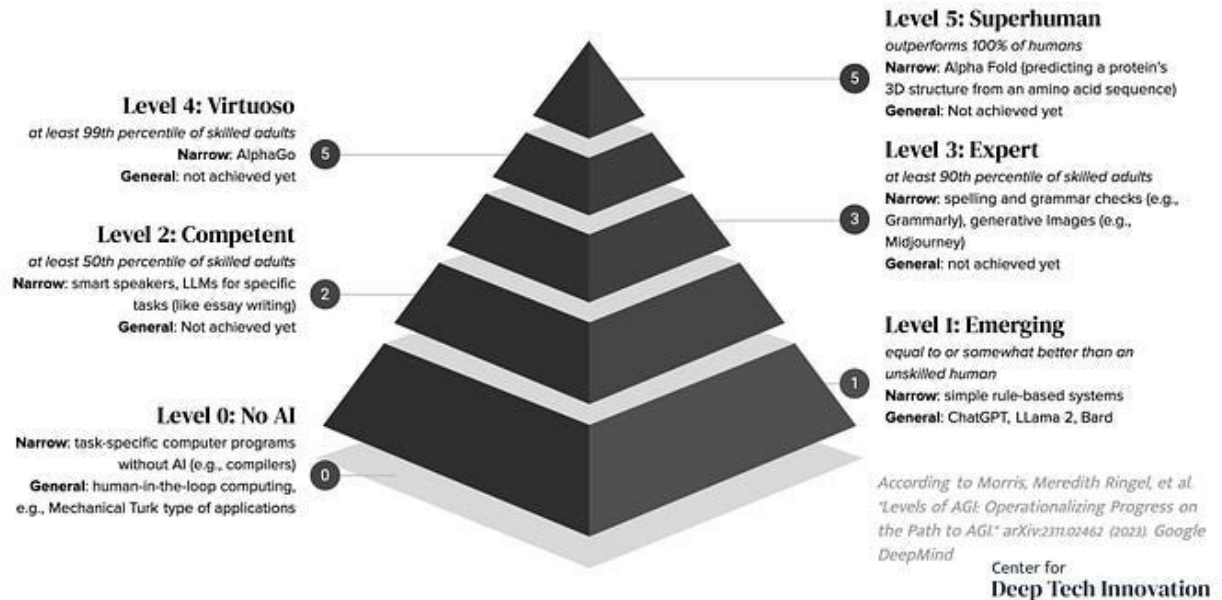 Level 5: Superhuman
outperforms 100% of humans
Narrow: Alpha Fold (predicting a protein's
3D structure from an amino acid sequence)
General: Not achieved yet
5
Level 4: Virtuoso
at least 99th percentile of skilled adults
Narrow: AlphaGo
General: not achieved yet
5
Level 3: Expert
at least 90th percentile of skilled adults
Narrow: spelling and grammar checks (e.g.,
Grammarly), generative Images (e.g.,
Midjourney)
General: not achieved yet
3
Level 2: Competent
at least 50th percentile of skilled adults
Narrow: smart speakers, LLMs for specific
tasks (like essay writing)
General: Not achieved yet
2
Level 1: Emerging
equal to or somewhat better than an
unskilled human
Narrow: simple rule-based systems
General: ChatGPT, LLama 2, Bard
1
Level 0: No AI
Narrow: task-specific computer programs
without AI (e.g., compilers)
General: human-in-the-loop computing,
e.g., Mechanical Turk type of applications
0
According to Morris, Meredith Ringel, et al.
"Levels of AGI: Operationalizing Progress on
the Path to AGI." arXiv:2311.02462 (2023). Google
DeepMind
Center for
Deep Tech Innovation